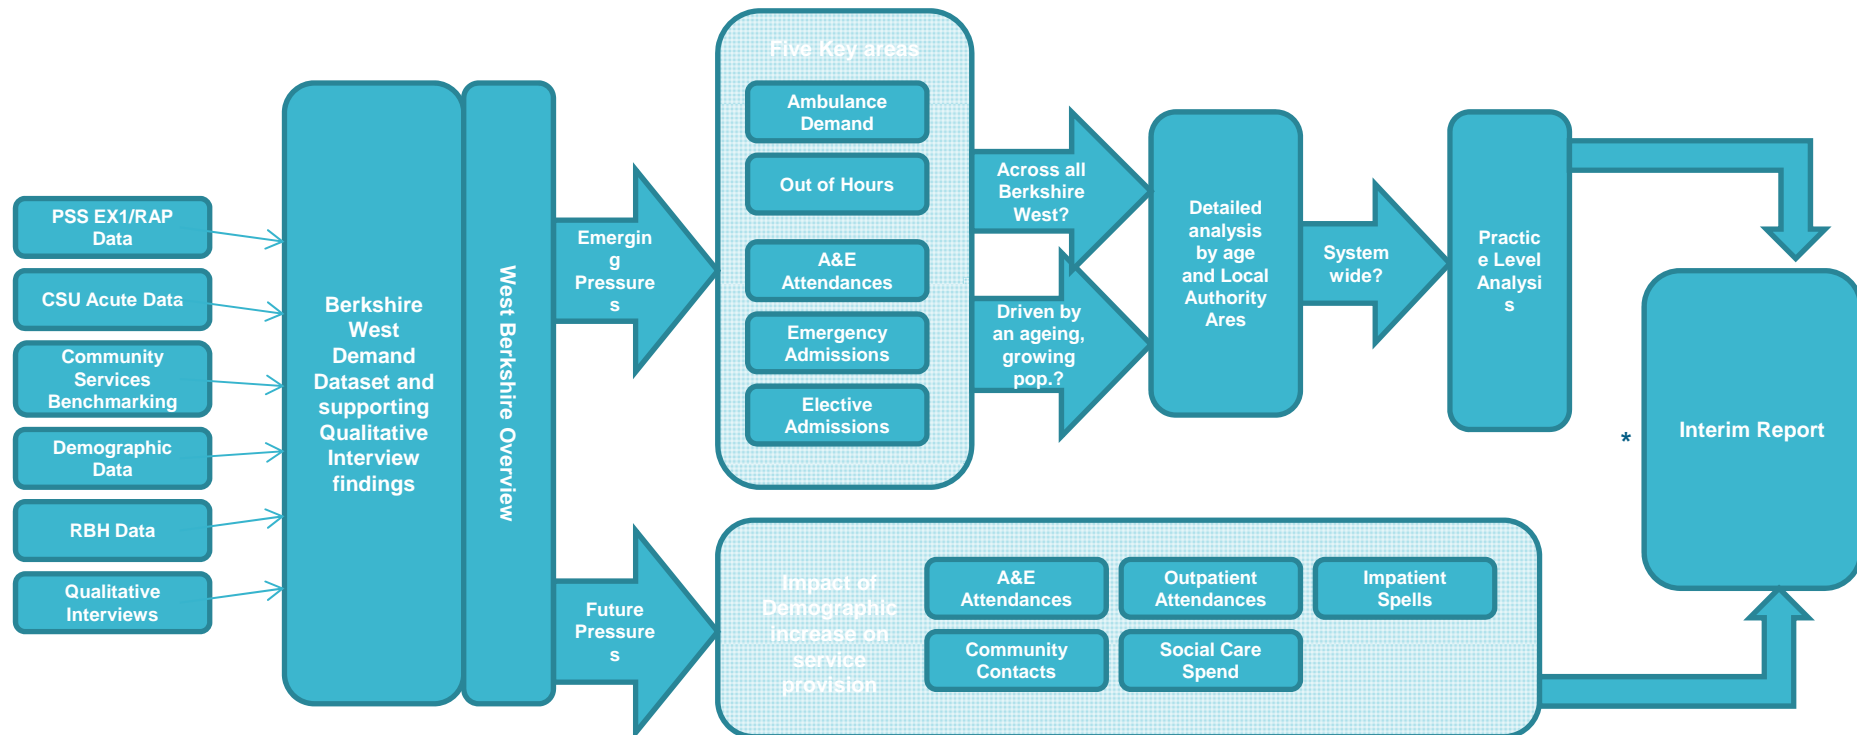 PSS EX1/RAP
Data
CSU Acute Data
Community
Services
Benchmarking
Demographic
Data
RBH Data
Qualitative
Interviews
Berkshire
West
Demand
Dataset and
supporting
Qualitative
Interview
findings
West Berkshire Overview
Emergin
g
Pressure
s
Five Key areas
Ambulance
Demand
Out of Hours
A&E
Attendances
Emergency
Admissions
Elective
Admissions
Across all
Berkshire
West?
Driven by
an ageing,
growing
pop.?
Detailed
analysis
by age
and Local
Authority
Ares
System
wide?
Practic
e Level
Analysi
s
*
Interim Report
Future
Pressure
s
Impact of
Demographic
increase on
service
provision
A&E
Attendances
Outpatient
Attendances
Impatient
Spells
Community
Contacts
Social Care
Spend